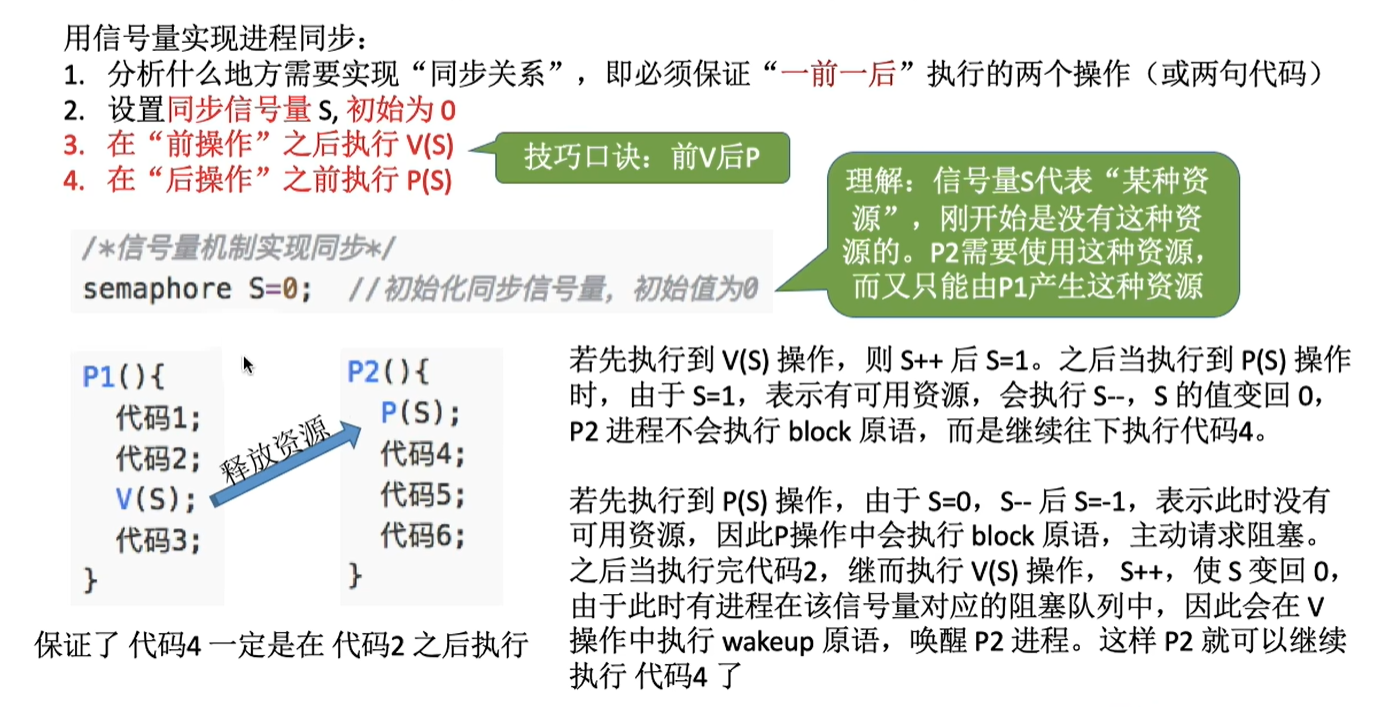 用信号量实现进程同步：
1. 分析什么地方需要实现“同步关系”，即必须保证“一前一后”执行的两个操作（或两句代码）
2. 设置同步信号量 S, 初始为 0
3. 在“前操作”之后执行 V(S)
4. 在“后操作”之前执行 P(S)
技巧口诀：前V后P
理解：信号量S代表“某种资
源”，刚开始是没有这种资
源的。P2需要使用这种资源，
而又只能由P1产生这种资源
/*信号量机制实现同步*/
semaphore S=0; //初始化同步信号量，初始值为0
P1(){
代码1;
代码2;
V(S);
代码3;
}
释放资源
P2(){
P(S);
代码4;
代码5;
代码6;
}
保证了 代码4 一定是在 代码2 之后执行
若先执行到 V(S) 操作，则 S++ 后 S=1。之后当执行到 P(S) 操作
时，由于 S=1，表示有可用资源，会执行 S--，S 的值变回 0，
P2 进程不会执行 block 原语，而是继续往下执行代码4。
若先执行到 P(S) 操作，由于 S=0，S-- 后 S=-1，表示此时没有
可用资源，因此P操作中会执行 block 原语，主动请求阻塞。
之后当执行完代码2，继而执行 V(S) 操作， S++，使 S 变回 0，
由于此时有进程在该信号量对应的阻塞队列中，因此会在 V
操作中执行 wakeup 原语，唤醒 P2 进程。这样 P2 就可以继续
执行 代码4 了